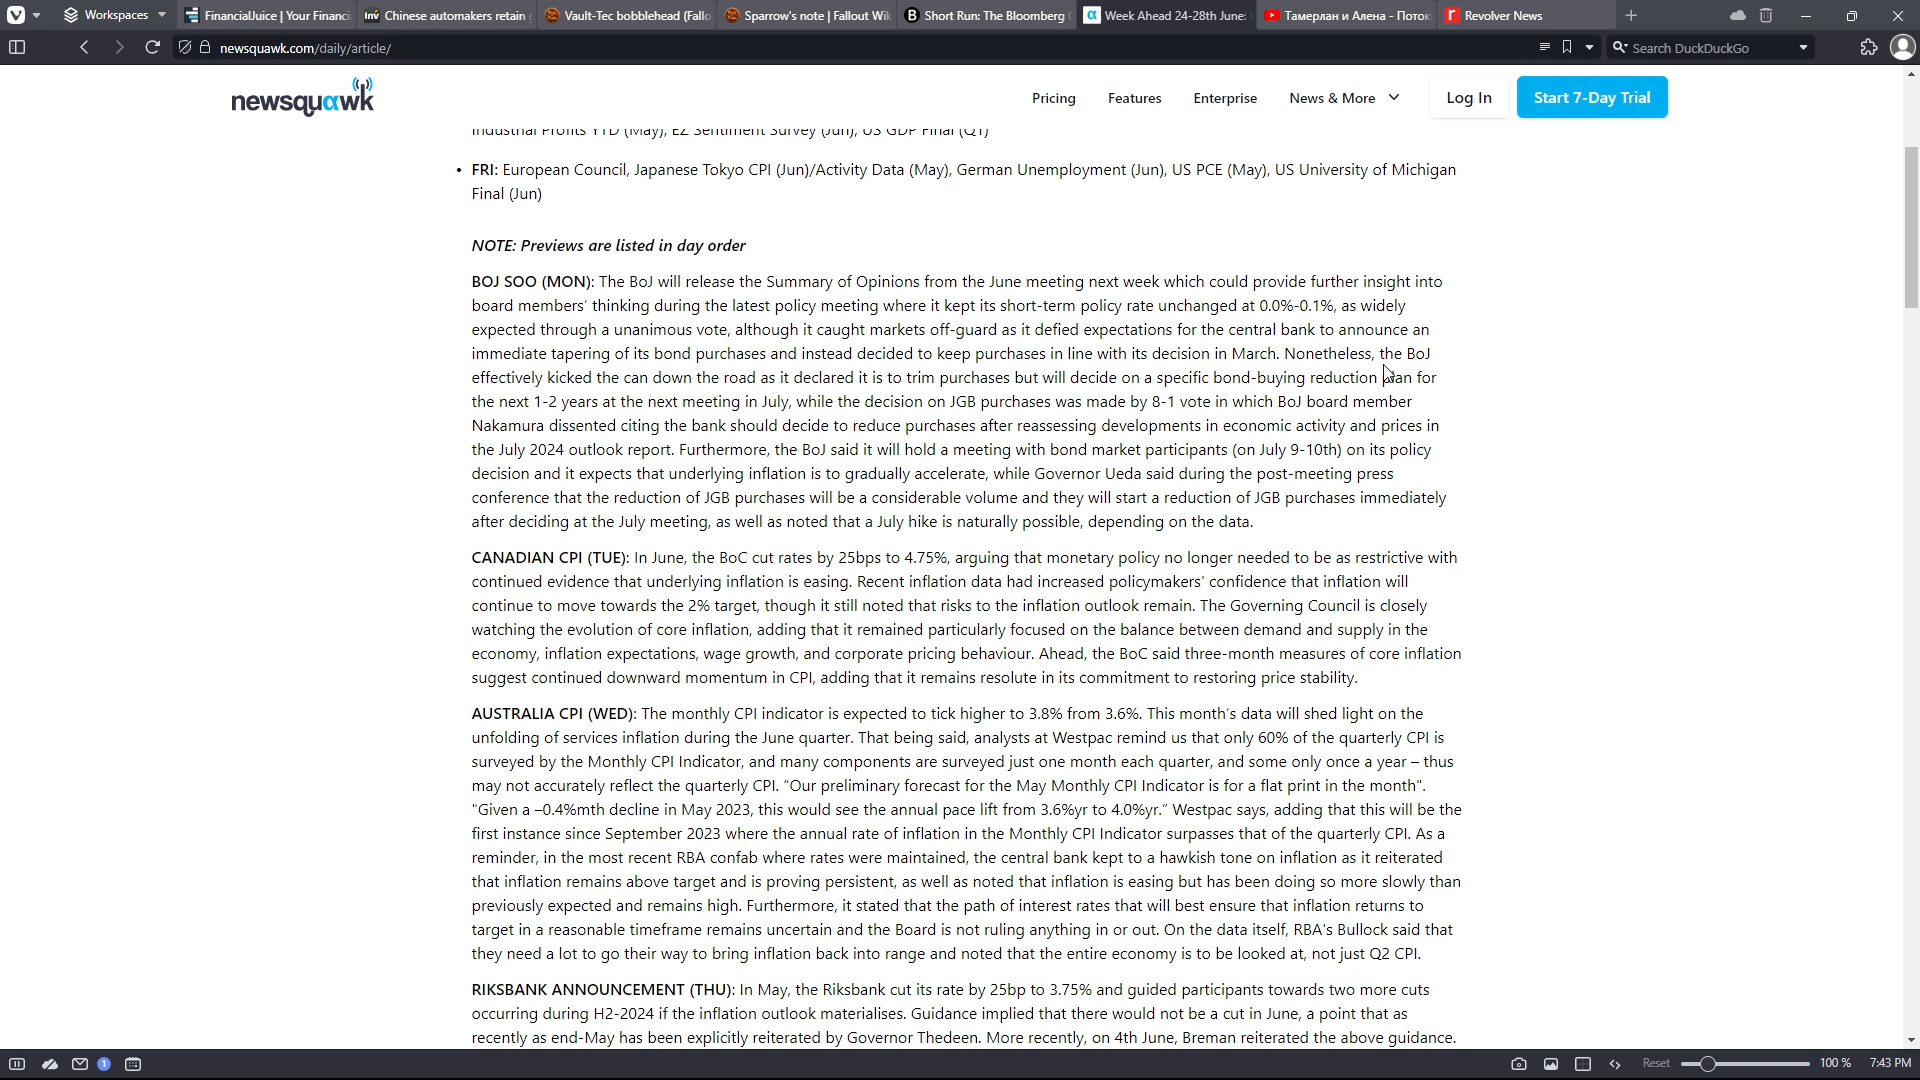 Workspaces
FinancialJuice | Your Financi
Chinese automakers retain
Vault-Tec bobblehead (Fallo
Sparrow's note | Fallout Wik
Short Run: The Bloomberg
Week Ahead 24-28th June:
Тамерлан и Алена - Поток
Revolver News
newsquawk.com/daily/article/
Search DuckDuckGo
newsquawk
Pricing
Features
Enterprise
News & More
Log In
Start 7-Day Trial
Industrial Profits YTD (May), EZ Sentiment Survey (Jun), US GDP Final (Q1)
• FRI: European Council, Japanese Tokyo CPI (Jun)/Activity Data (May), German Unemployment (Jun), US PCE (May), US University of Michigan
Final (Jun)
NOTE: Previews are listed in day order
BOJ SOO (MON): The BoJ will release the Summary of Opinions from the June meeting next week which could provide further insight into
board members' thinking during the latest policy meeting where it kept its short-term policy rate unchanged at 0.0%-0.1%, as widely
expected through a unanimous vote, although it caught markets off-guard as it defied expectations for the central bank to announce an
immediate tapering of its bond purchases and instead decided to keep purchases in line with its decision in March. Nonetheless, the BoJ
effectively kicked the can down the road as it declared it is to trim purchases but will decide on a specific bond-buying reduction plan for
the next 1-2 years at the next meeting in July, while the decision on JGB purchases was made by 8-1 vote in which BoJ board member
Nakamura dissented citing the bank should decide to reduce purchases after reassessing developments in economic activity and prices in
the July 2024 outlook report. Furthermore, the BoJ said it will hold a meeting with bond market participants (on July 9-10th) on its policy
decision and it expects that underlying inflation is to gradually accelerate, while Governor Ueda said during the post-meeting press
conference that the reduction of JGB purchases will be a considerable volume and they will start a reduction of JGB purchases immediately
after deciding at the July meeting, as well as noted that a July hike is naturally possible, depending on the data.
CANADIAN CPI (TUE): In June, the BoC cut rates by 25bps to 4.75%, arguing that monetary policy no longer needed to be as restrictive with
continued evidence that underlying inflation is easing. Recent inflation data had increased policymakers' confidence that inflation will
continue to move towards the 2% target, though it still noted that risks to the inflation outlook remain. The Governing Council is closely
watching the evolution of core inflation, adding that it remained particularly focused on the balance between demand and supply in the
economy, inflation expectations, wage growth, and corporate pricing behaviour. Ahead, the BoC said three-month measures of core inflation
suggest continued downward momentum in CPI, adding that it remains resolute in its commitment to restoring price stability.
AUSTRALIA CPI (WED): The monthly CPI indicator is expected to tick higher to 3.8% from 3.6%. This month's data will shed light on the
unfolding of services inflation during the June quarter. That being said, analysts at Westpac remind us that only 60% of the quarterly CPI is
surveyed by the Monthly CPI Indicator, and many components are surveyed just one month each quarter, and some only once a year – thus
may not accurately reflect the quarterly CPI. "Our preliminary forecast for the May Monthly CPI Indicator is for a flat print in the month".
"Given a –0.4%mth decline in May 2023, this would see the annual pace lift from 3.6%yr to 4.0%yr." Westpac says, adding that this will be the
first instance since September 2023 where the annual rate of inflation in the Monthly CPI Indicator surpasses that of the quarterly CPI. As a
reminder, in the most recent RBA confab where rates were maintained, the central bank kept to a hawkish tone on inflation as it reiterated
that inflation remains above target and is proving persistent, as well as noted that inflation is easing but has been doing so more slowly than
previously expected and remains high. Furthermore, it stated that the path of interest rates that will best ensure that inflation returns to
target in a reasonable timeframe remains uncertain and the Board is not ruling anything in or out. On the data itself, RBA's Bullock said that
they need a lot to go their way to bring inflation back into range and noted that the entire economy is to be looked at, not just Q2 CPI.
RIKSBANK ANNOUNCEMENT (THU): In May, the Riksbank cut its rate by 25bp to 3.75% and guided participants towards two more cuts
occurring during H2-2024 if the inflation outlook materialises. Guidance implied that there would not be a cut in June, a point that as
recently as end-May has been explicitly reiterated by Governor Thedeen. More recently, on 4th June, Breman reiterated the above guidance.
1
Reset
100 %
7:43 PM